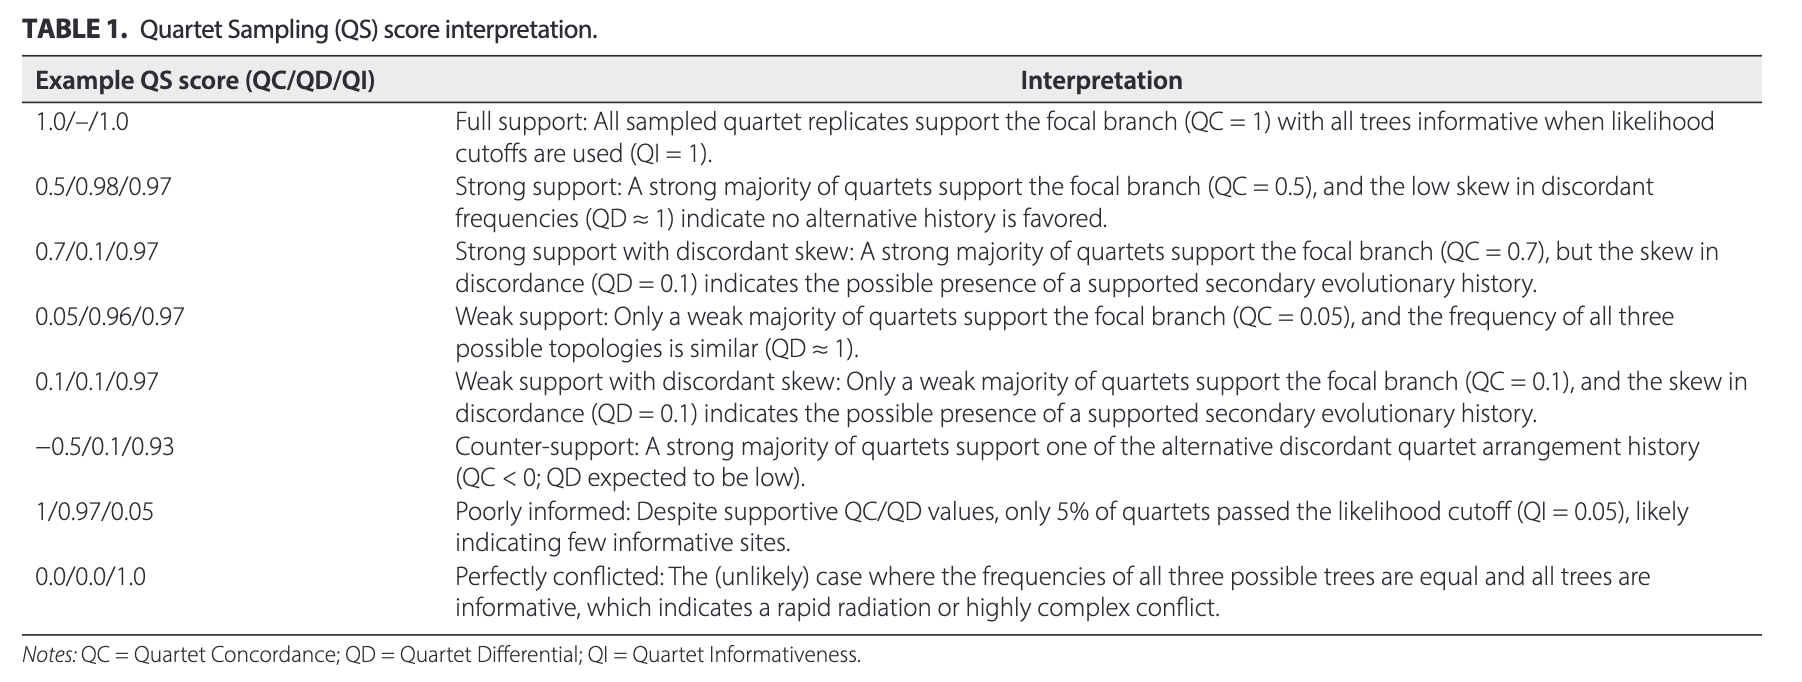 TABLE 1. Quartet Sampling (QS) score interpretation.
Example QS score (QC/QD/QI) Interpretation
1.0/–/1.0 Full support: All sampled quartet replicates support the focal branch (QC = 1) with all trees informative when likelihood
cutoffs are used (QI = 1).
0.5/0.98/0.97 Strong support: A strong majority of quartets support the focal branch (QC = 0.5), and the low skew in discordant
frequencies (QD ≈ 1) indicate no alternative history is favored.
0.7/0.1/0.97 Strong support with discordant skew: A strong majority of quartets support the focal branch (QC = 0.7), but the skew in
discordance (QD = 0.1) indicates the possible presence of a supported secondary evolutionary history.
0.05/0.96/0.97 Weak support: Only a weak majority of quartets support the focal branch (QC = 0.05), and the frequency of all three
possible topologies is similar (QD ≈ 1).
0.1/0.1/0.97 Weak support with discordant skew: Only a weak majority of quartets support the focal branch (QC = 0.1), and the skew in
discordance (QD = 0.1) indicates the possible presence of a supported secondary evolutionary history.
−0.5/0.1/0.93 Counter-support: A strong majority of quartets support one of the alternative discordant quartet arrangement history
(QC < 0; QD expected to be low).
1/0.97/0.05 Poorly informed: Despite supportive QC/QD values, only 5% of quartets passed the likelihood cutoff (QI = 0.05), likely
indicating few informative sites.
0.0/0.0/1.0 Perfectly conflicted: The (unlikely) case where the frequencies of all three possible trees are equal and all trees are
informative, which indicates a rapid radiation or highly complex conflict.
Notes: QC = Quartet Concordance; QD = Quartet Differential; QI = Quartet Informativeness.